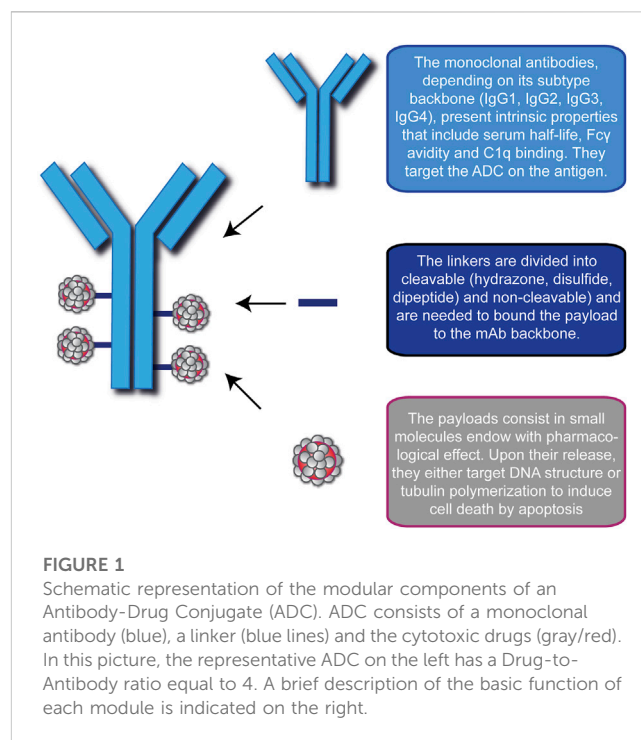 The monoclonal antibodies,
depending on its subtype
backbone (IgG1, IgG2, IgG3,
IgG4), present intrinsic properties
that include serum half-life, Fcγ
avidity and C1q binding. They
target the ADC on the antigen.
The linkers are divided into
cleavable (hydrazone, disulfide,
dipeptide) and non-cleavable) and
are needed to bound the payload
to the mAb backbone.
The payloads consist in small
molecules endow with pharmaco-
logical effect. Upon their release,
they either target DNA structure or
tubulin polymerization to induce
cell death by apoptosis
FIGURE 1
Schematic representation of the modular components of an
Antibody-Drug Conjugate (ADC). ADC consists of a monoclonal
antibody (blue), a linker (blue lines) and the cytotoxic drugs (gray/red).
In this picture, the representative ADC on the left has a Drug-to-
Antibody ratio equal to 4. A brief description of the basic function of
each module is indicated on the right.